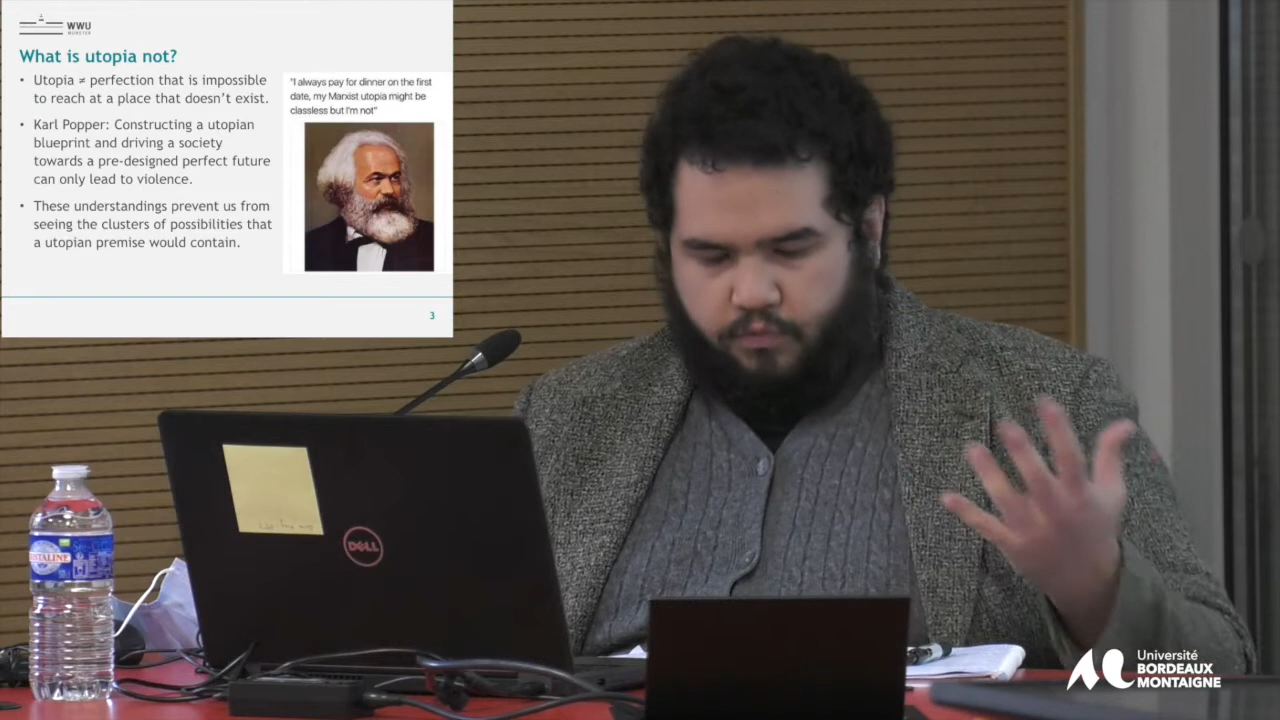 WWU
MÜNSTER
What is utopia not?
• Utopia ≠ perfection that is impossible
to reach at a place that doesn't exist.
• Karl Popper: Constructing a utopian
blueprint and driving a society
towards a pre-designed perfect future
can only lead to violence.
• These understandings prevent us from
seeing the clusters of possibilities that
a utopian premise would contain.
"I always pay for dinner on the first
date, my Marxist utopia might be
classless but I'm not"
3
DELL
Université
BORDEAUX
MONTAIGNE